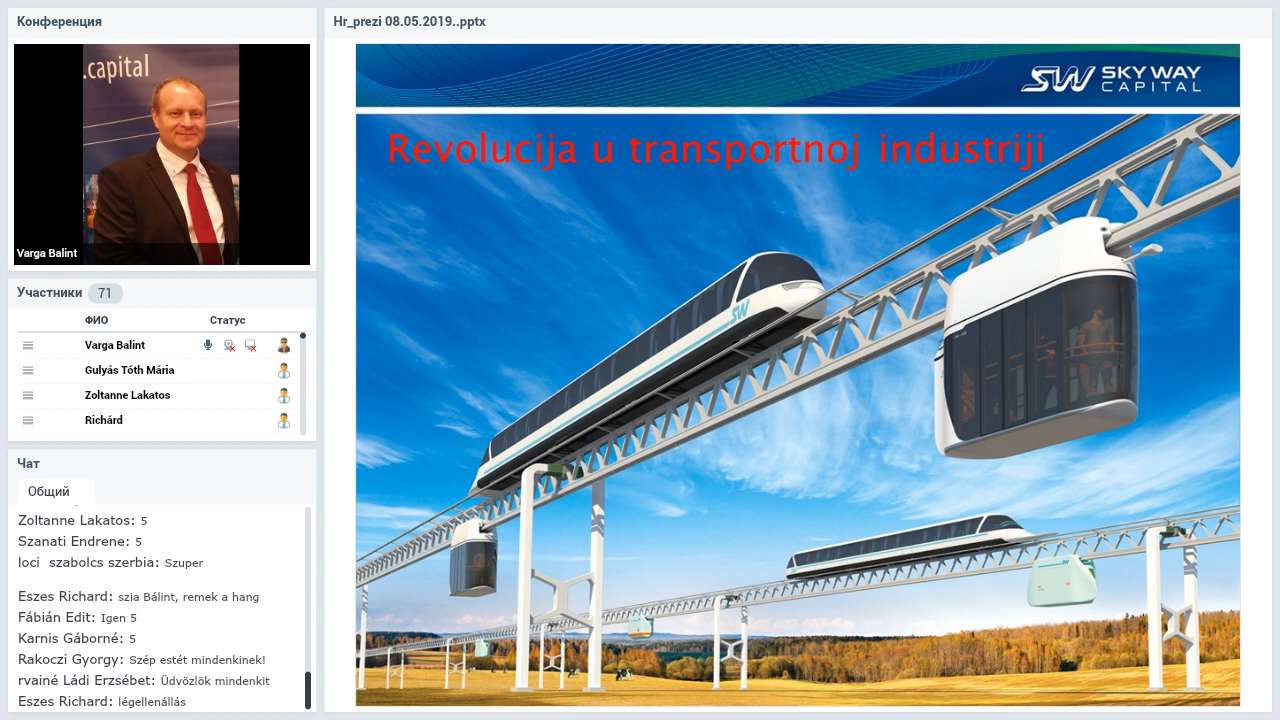 Конференция
.capital
Varga Balint
Участники 71
ФИО Статус
Varga Balint
Gulyás Tóth Mária
Zoltanne Lakatos
Richárd
Чат
Общий
Zoltanne Lakatos: 5
Szanati Endrene: 5
loci szabolcs szerbia: Szuper
Eszes Richard: szia Bálint, remek a hang
Fábián Edit: Igen 5
Karnis Gáborné: 5
Rakoczi Gyorgy: Szép estét mindenkinek!
rvainé Ládi Erzsébet: Üdvözlök mindenkit
Eszes Richard: légellenállás
Hr_prezi 08.05.2019..pptx
SW SKY WAY
CAPITAL
Revolucija u transportnoj industriji
SW
SW